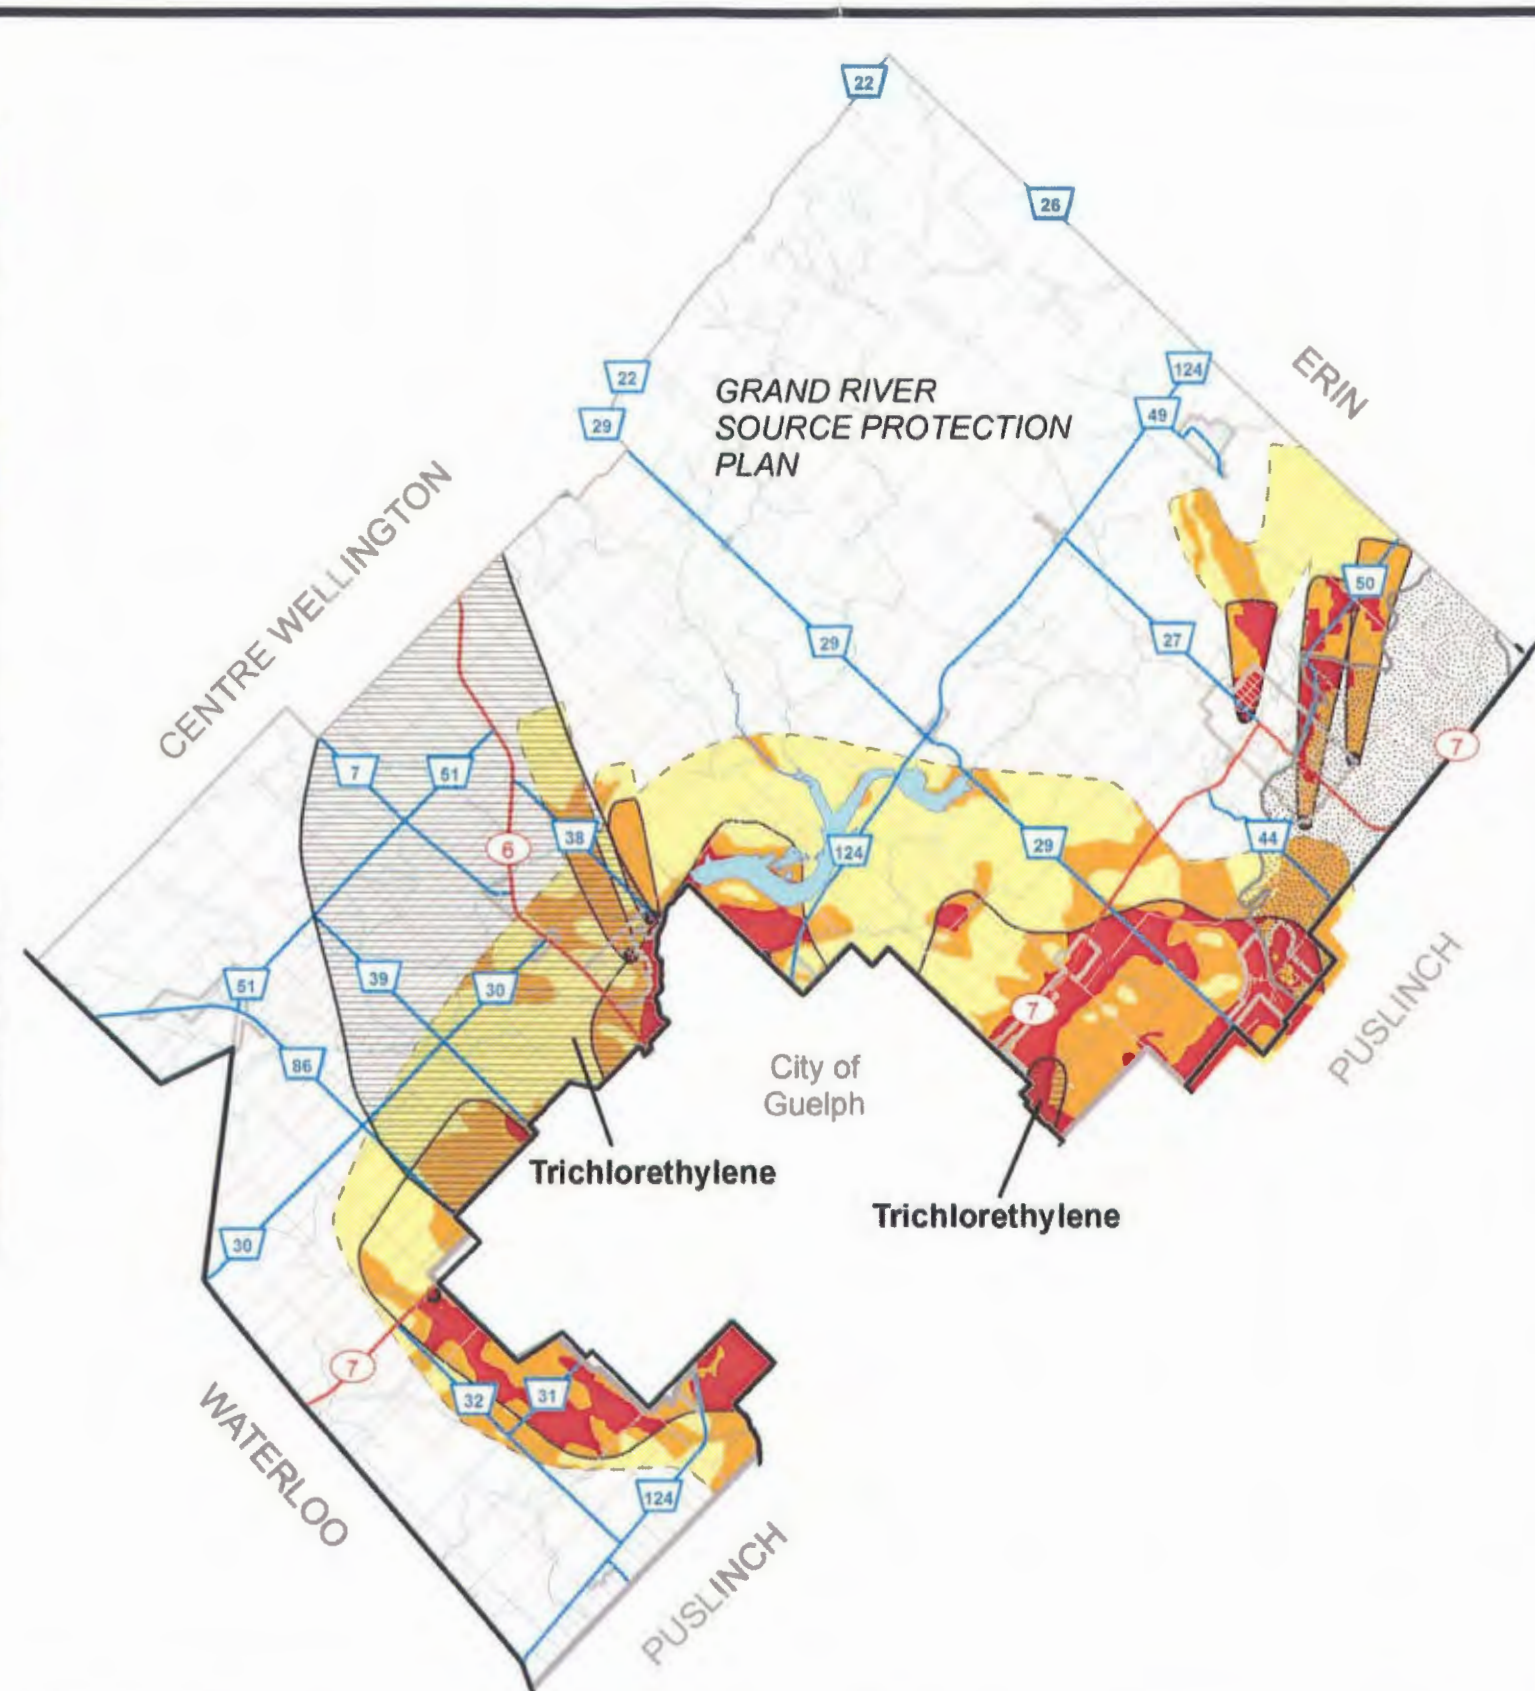 22
26
ERIN
124
22
49
29
GRAND RIVER
SOURCE PROTECTION
PLAN
CENTRE WELLINGTON
50
29
27
7
7
51
6
38
124
29
44
51
39
30
7
86
City of
Guelph
PUSLINCH
Trichlorethylene
Trichlorethylene
30
7
32
31
WATERLOO
124
PUSLINCH